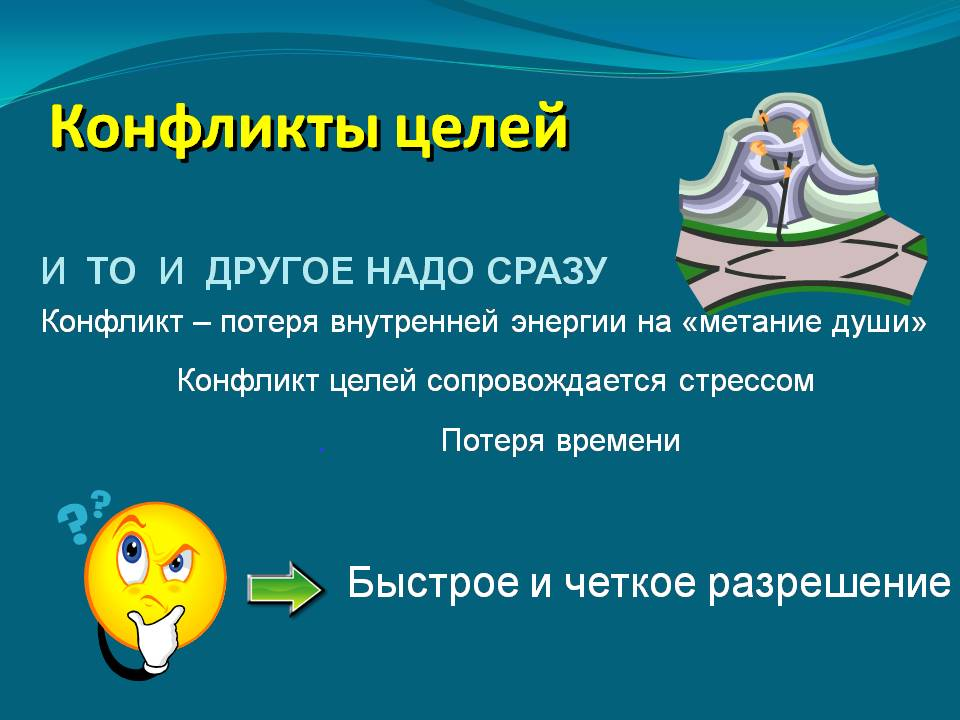 Конфликты целей
И ТО И ДРУГОЕ НАДО СРАЗУ
Конфликт – потеря внутренней энергии на «метание души»
Конфликт целей сопровождается стрессом
. Потеря времени
? ?
Быстрое и четкое разрешение